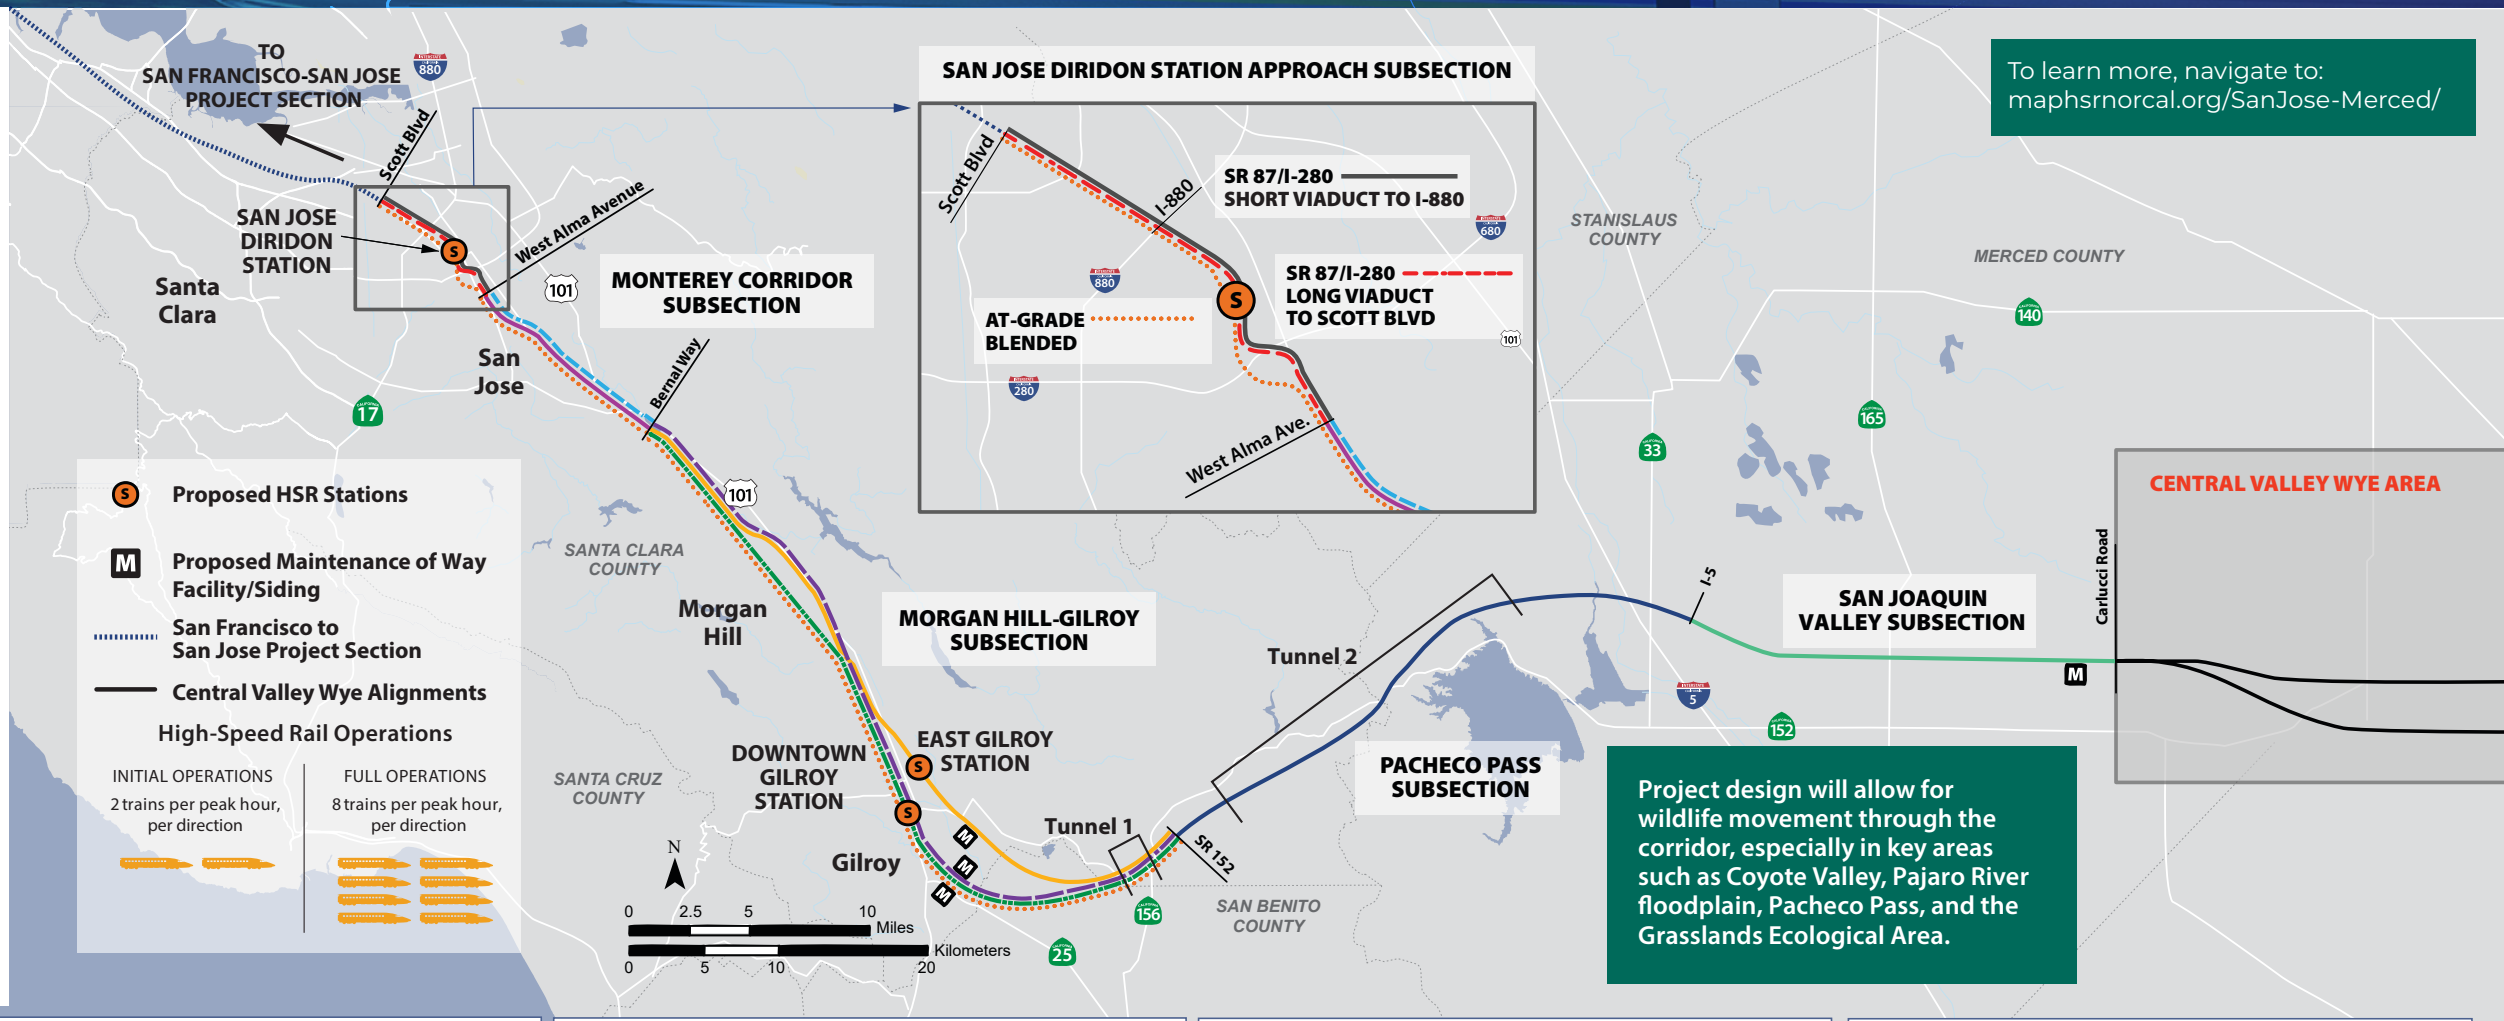 TO
SAN FRANCISCO-SAN JOSE
PROJECT SECTION
880
Scott Blvd
SAN JOSE
DIRIDON
STATION
S
West Alma Avenue
Santa
Clara
101
San
Jose
CALIFORNIA
17
MONTEREY CORRIDOR
SUBSECTION
Bernal Way
101
SAN JOSE DIRIDON STATION APPROACH SUBSECTION
Scott Blvd
I-880
SR 87/I-280
SHORT VIADUCT TO I-880
680
880
S
SR 87/I-280
LONG VIADUCT
TO SCOTT BLVD
AT-GRADE
BLENDED
101
280
West Alma Ave.
To learn more, navigate to:
maphsrnorcal.org/SanJose-Merced/
STANISLAUS
COUNTY
MERCED COUNTY
140
165
33
CENTRAL VALLEY WYE AREA
Carlucci Road
S
Proposed HSR Stations
M
Proposed Maintenance of Way
Facility/Siding
San Francisco to
San Jose Project Section
Central Valley Wye Alignments
High-Speed Rail Operations
INITIAL OPERATIONS
2 trains per peak hour,
per direction
FULL OPERATIONS
8 trains per peak hour,
per direction
SANTA CLARA
COUNTY
Morgan
Hill
MORGAN HILL-GILROY
SUBSECTION
Tunnel 2
I-5
SAN JOAQUIN
VALLEY SUBSECTION
M
5
152
DOWNTOWN
GILROY
STATION
S
EAST GILROY
STATION
S
SANTA CRUZ
COUNTY
PACHECO PASS
SUBSECTION
Tunnel 1
SR 152
Gilroy
M
M
M
N
0 2.5 5 10
Miles
Kilometers
0 5 10 20
156
25
SAN BENITO
COUNTY
Project design will allow for
wildlife movement through the
corridor, especially in key areas
such as Coyote Valley, Pajaro River
floodplain, Pacheco Pass, and the
Grasslands Ecological Area.